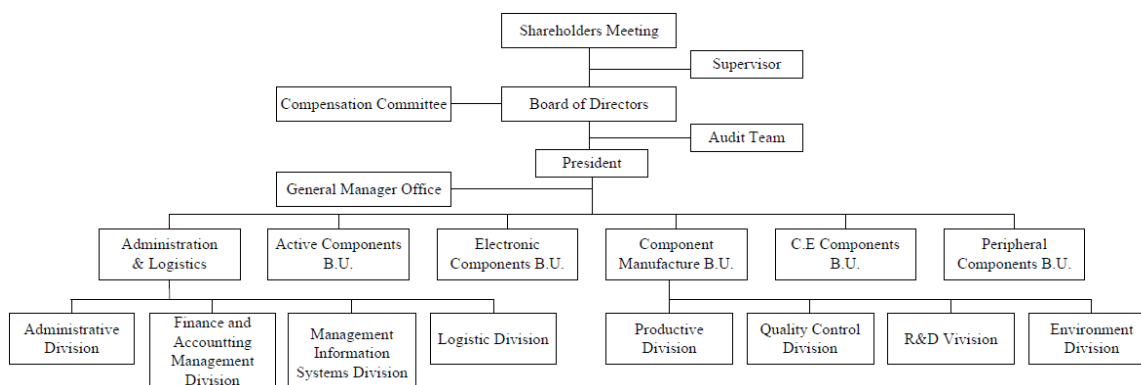 Shareholders Meeting
Supervisor
Compensation Committee
Board of Directors
Audit Team
President
General Manager Office
Administration
& Logistics
Active Components
B.U.
Electronic
Components B.U.
Component
Manufacture B.U.
C.E Components
B.U.
Peripheral
Components B.U.
Administrative
Division
Finance and
Accountting
Management
Division
Management
Information
Systems Division
Logistic Division
Productive
Division
Quality Control
Division
R&D Vivision
Environment
Division